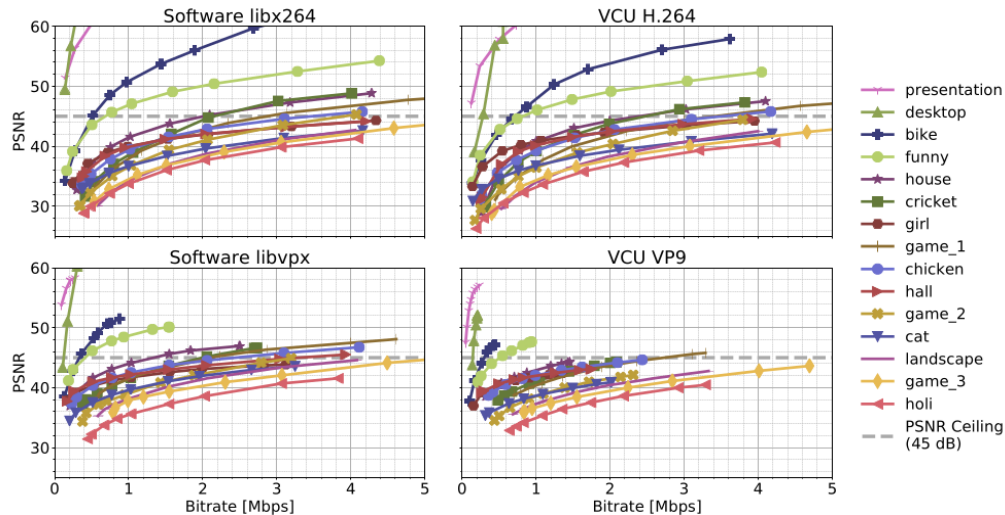 Software libx264
VCU H.264
60
50
40
30
PSNR
Software libvpx
VCU VP9
60
50
40
30
PSNR
0 1 2 3 4 5
0 1 2 3 4 5
Bitrate [Mbps]
Bitrate [Mbps]
presentation
desktop
bike
funny
house
cricket
girl
game_1
chicken
hall
game_2
cat
landscape
game_3
holi
PSNR Ceiling
(45 dB)